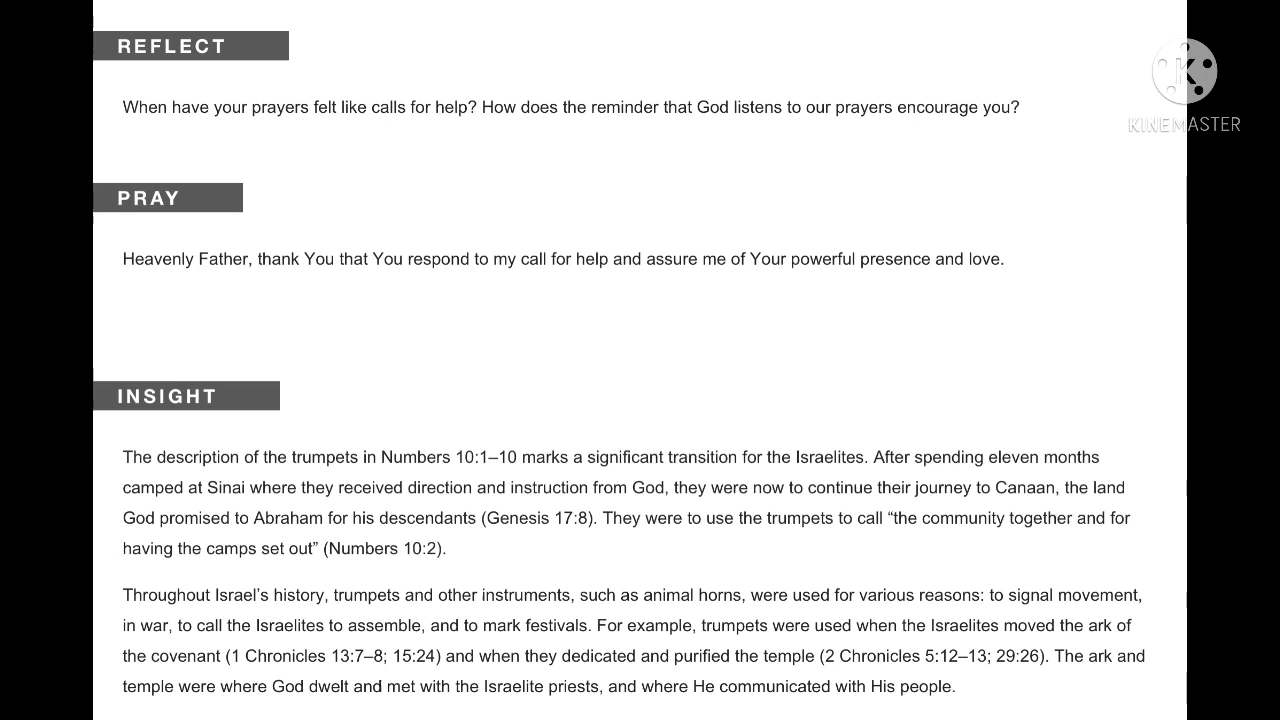 REFLECT
When have your prayers felt like calls for help? How does the reminder that God listens to our prayers encourage you?
K
KINEMASTER
PRAY
Heavenly Father, thank You that You respond to my call for help and assure me of Your powerful presence and love.
INSIGHT
The description of the trumpets in Numbers 10:1–10 marks a significant transition for the Israelites. After spending eleven months
camped at Sinai where they received direction and instruction from God, they were now to continue their journey to Canaan, the land
God promised to Abraham for his descendants (Genesis 17:8). They were to use the trumpets to call “the community together and for
having the camps set out” (Numbers 10:2).
Throughout Israel’s history, trumpets and other instruments, such as animal horns, were used for various reasons: to signal movement,
in war, to call the Israelites to assemble, and to mark festivals. For example, trumpets were used when the Israelites moved the ark of
the covenant (1 Chronicles 13:7–8; 15:24) and when they dedicated and purified the temple (2 Chronicles 5:12–13; 29:26). The ark and
temple were where God dwelt and met with the Israelite priests, and where He communicated with His people.